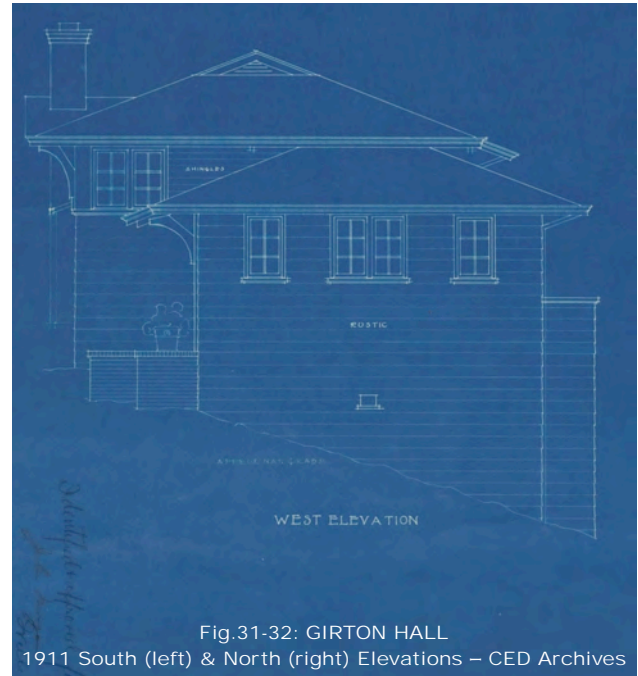 SHINGLES
RUSTIC
WEST ELEVATION
Fig.31-32: GIRTON HALL
1911 South (left) & North (right) Elevations – CED Archives